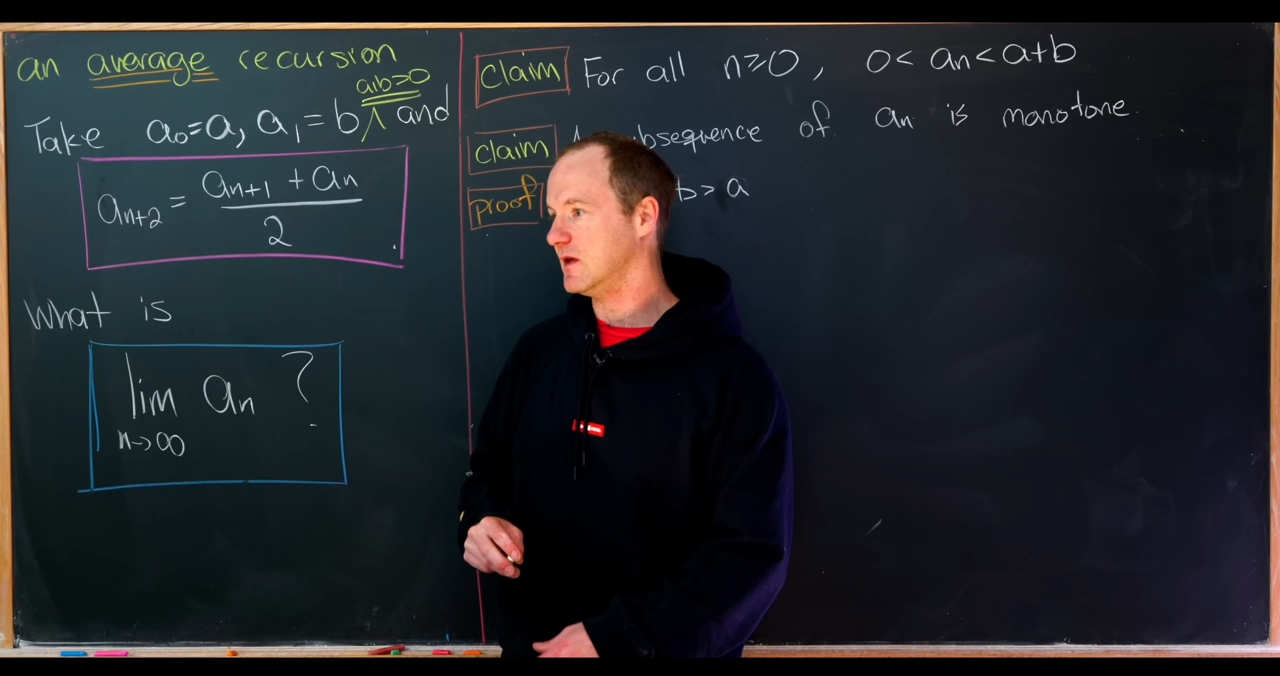 an average recursion
a,b>0
Take a₀=a, a₁=b ∧ and
aₙ₊₂ = (aₙ₊₁ + aₙ)/2 .
What is
lim n→∞ aₙ ?
claim For all n≥0, 0<aₙ<a+b
claim of aₙ is monotone.
proof b>a